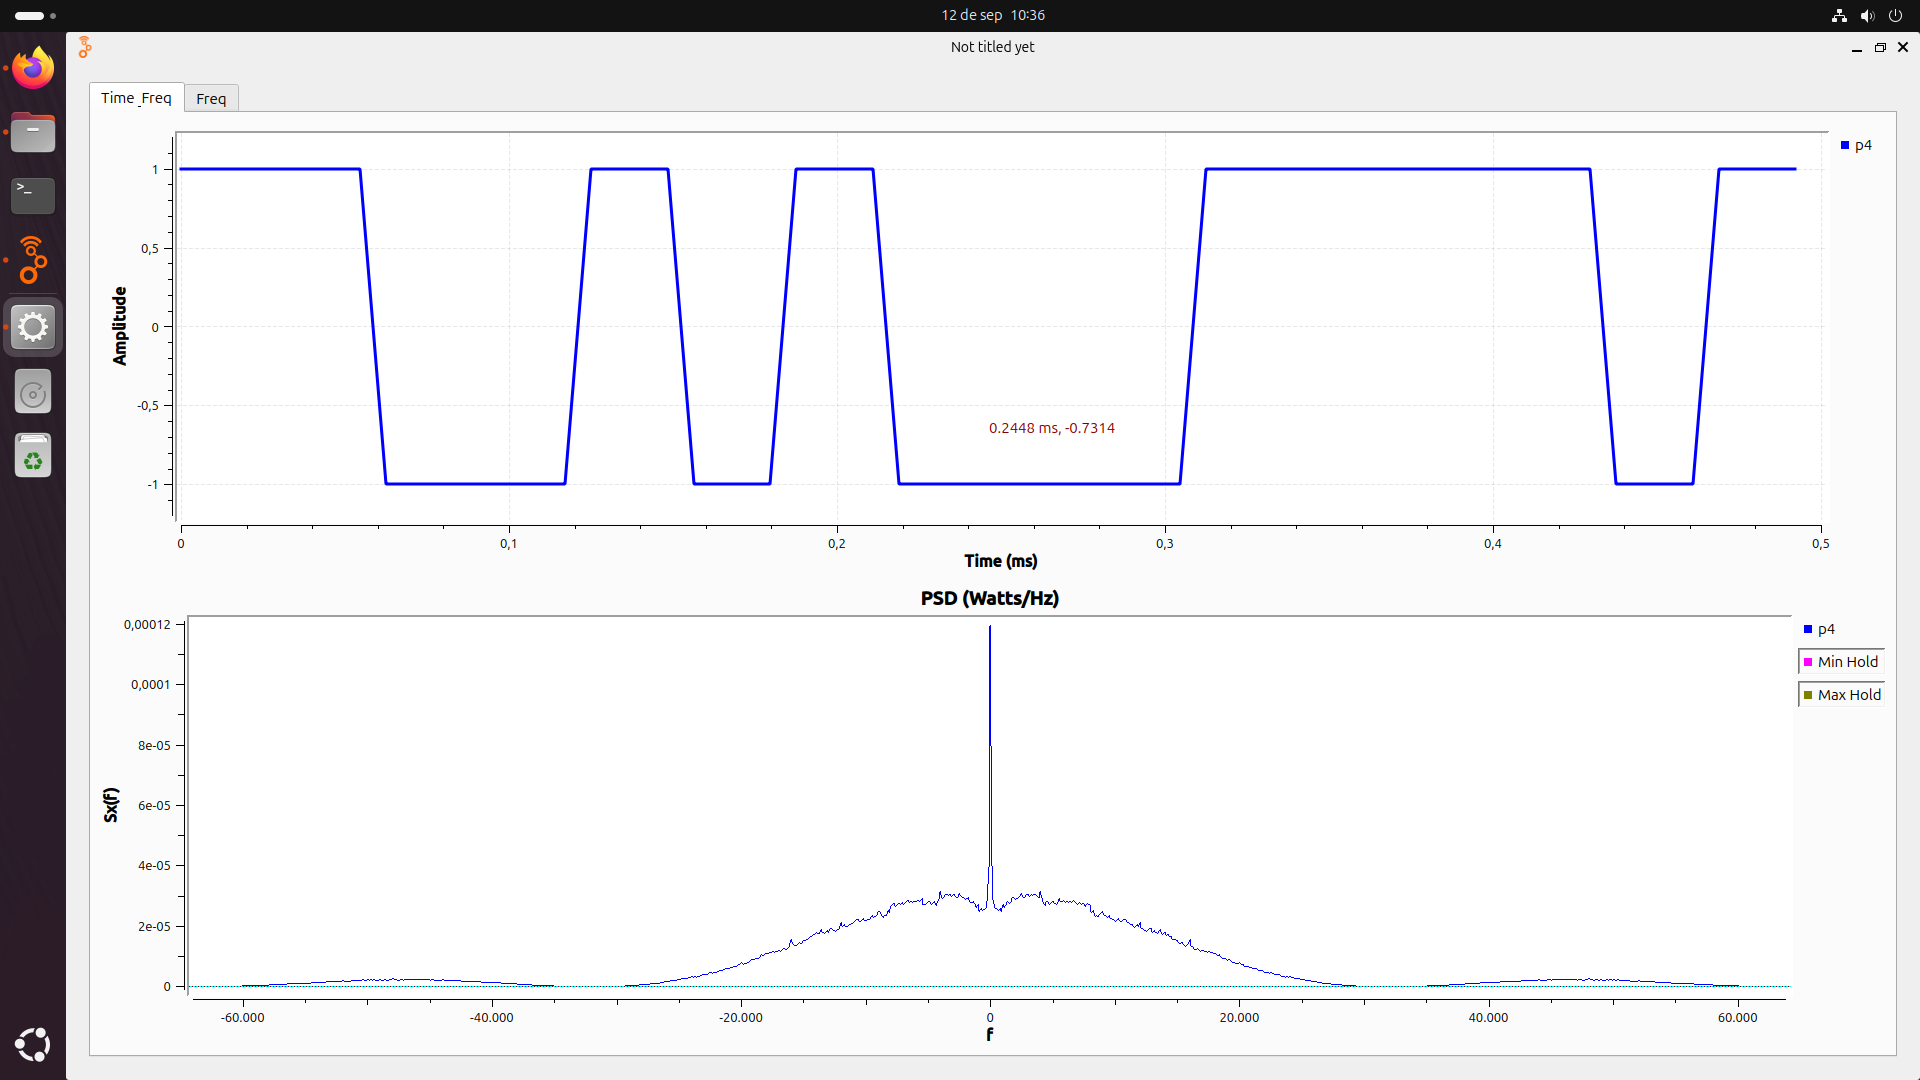 12 de sep 10:36
Not titled yet
Time_Freq
Freq
>_
p4
1
0,5
0
-0,5
-1
Amplitude
0.2448 ms, -0.7314
0
0,1
0,2
0,3
0,4
0,5
Time (ms)
PSD (Watts/Hz)
p4
Min Hold
Max Hold
0,00012
0,0001
8e-05
6e-05
4e-05
2e-05
0
Sx(f)
-60.000
-40.000
-20.000
0
20.000
40.000
60.000
f